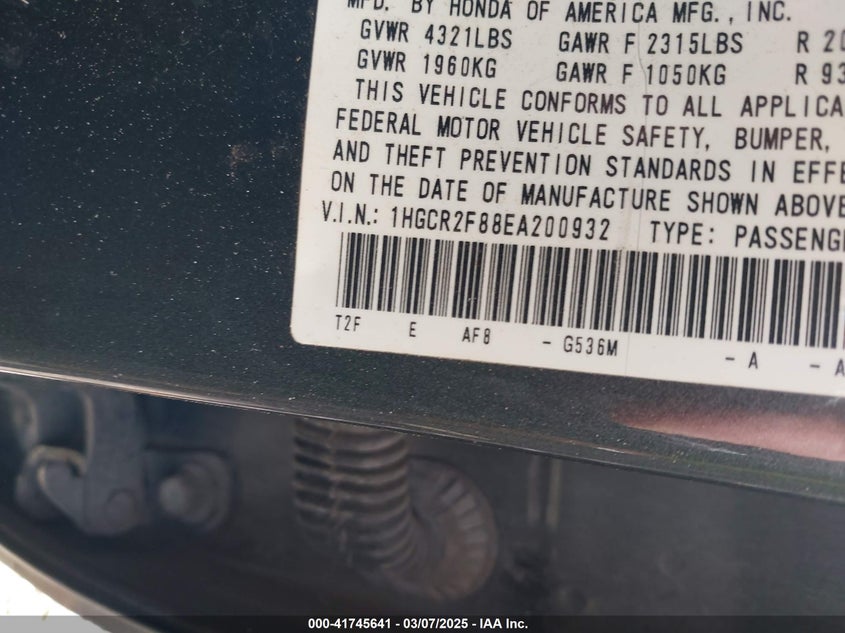 MFD. BY HONDA OF AMERICA MFG., INC.
GVWR 4321LBS GAWR F 2315LBS R 20
GVWR 1960KG GAWR F 1050KG R 93
THIS VEHICLE CONFORMS TO ALL APPLICA
FEDERAL MOTOR VEHICLE SAFETY, BUMPER,
AND THEFT PREVENTION STANDARDS IN EFFE
ON THE DATE OF MANUFACTURE SHOWN ABOVE
V.I.N.: 1HGCR2F88EA200932 TYPE: PASSENG
T2F E AF8 - G536M - A - A
000-41745641 / 03/07/2025 - IAA Inc.